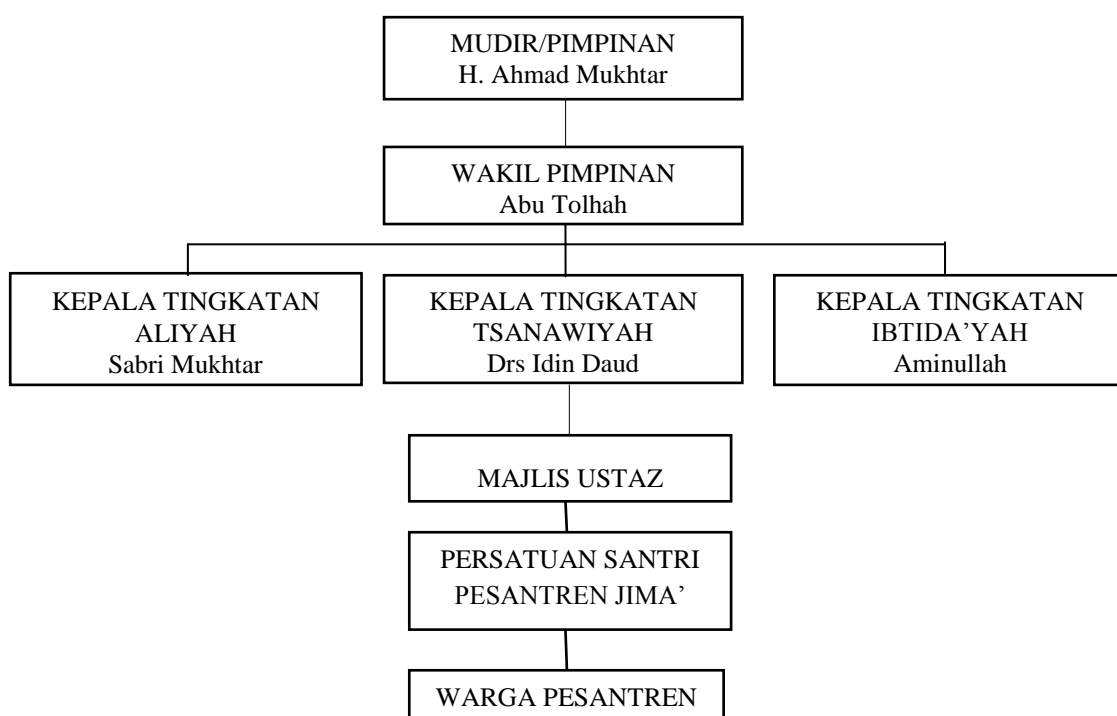 MUDIR/PIMPINAN
H. Ahmad Mukhtar
WAKIL PIMPINAN
Abu Tolhah
KEPALA TINGKATAN
ALIYAH
Sabri Mukhtar
KEPALA TINGKATAN
TSANAWIYAH
Drs Idin Daud
KEPALA TINGKATAN
IBTIDA’YAH
Aminullah
MAJLIS USTAZ
PERSATUAN SANTRI
PESANTREN JIMA’
WARGA PESANTREN